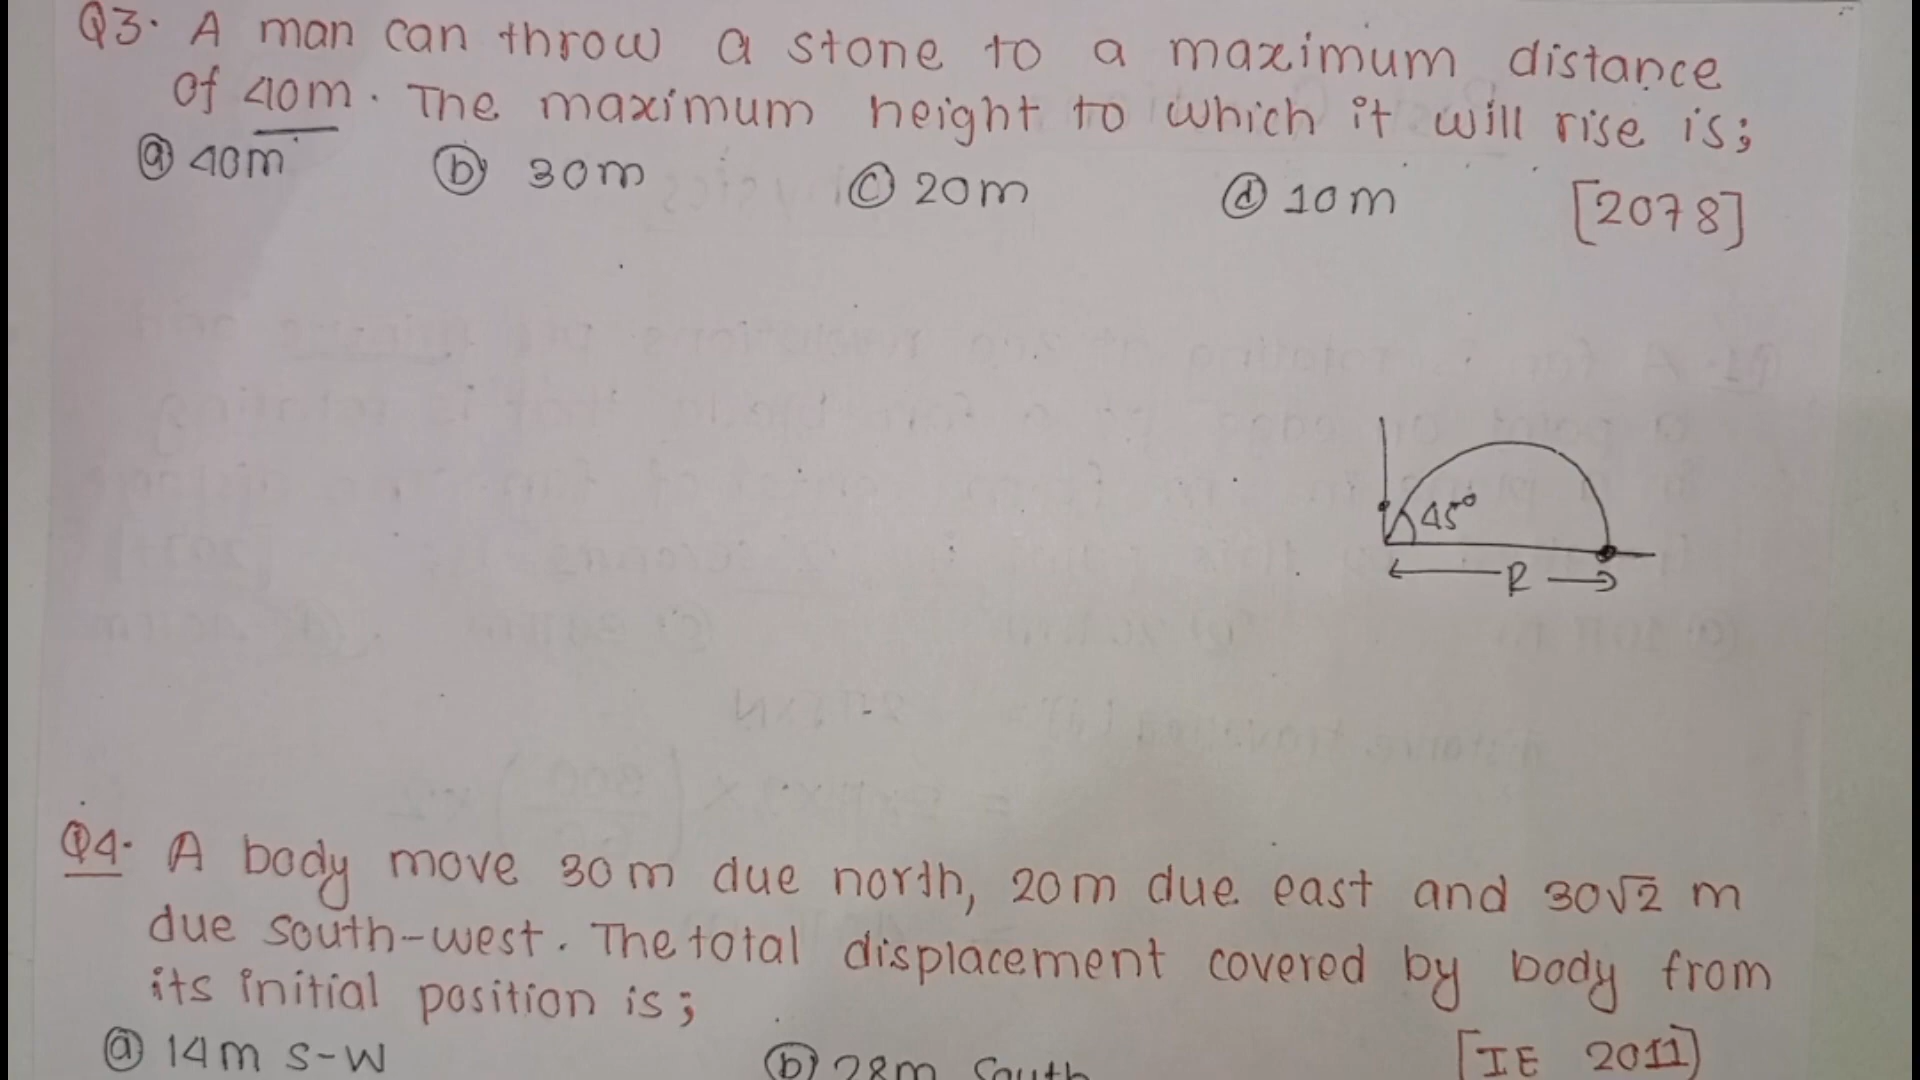 Q3. A man can throw a stone to a maximum distance
of 40m. The maximum height to which it will rise is;
(a) 40m (b) 30m (c) 20m (d) 10m [2078]
45°
R
Q4. A body move 30m due north, 20m due east and 30√2 m
due south-west. The total displacement covered by body from
its initial position is;
(a) 14m S-W (b) 28m South [IE 2011]